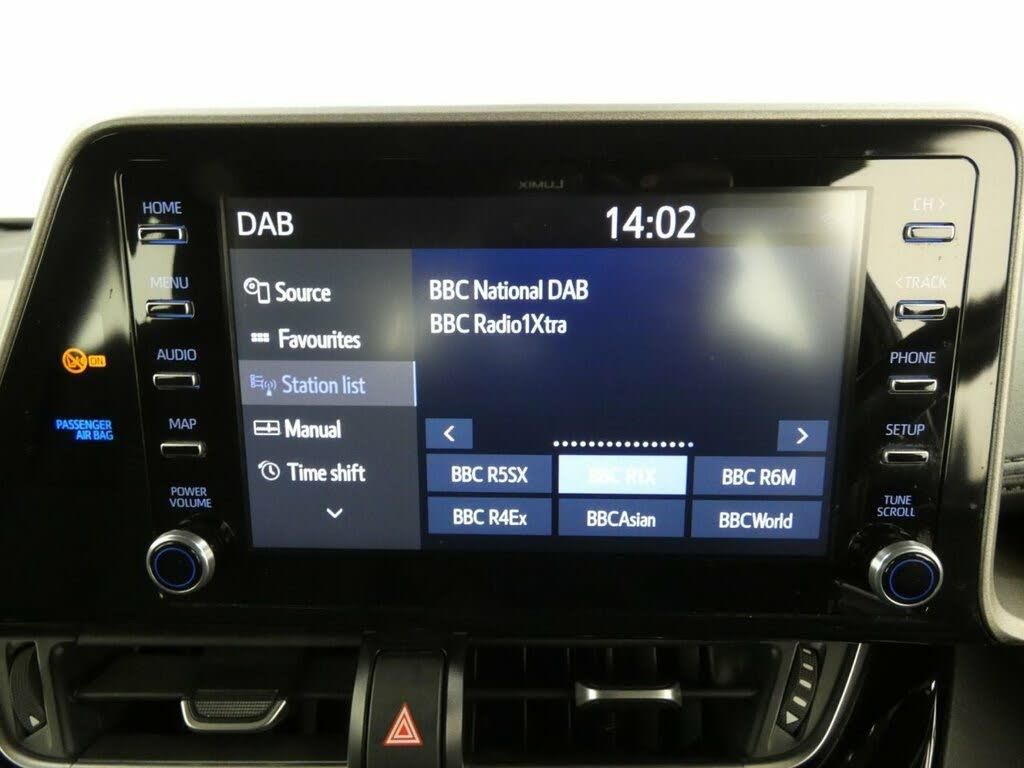 LUMIX
HOME
MENU
AUDIO
MAP
POWER
VOLUME
ON
PASSENGER
AIR BAG
DAB
14:02
Source
Favourites
Station list
Manual
Time shift
BBC National DAB
BBC Radio1Xtra
<
>
BBC R5SX
BBC R1X
BBC R6M
BBC R4Ex
BBCAsian
BBCWorld
CH >
< TRACK
PHONE
SETUP
TUNE
SCROLL